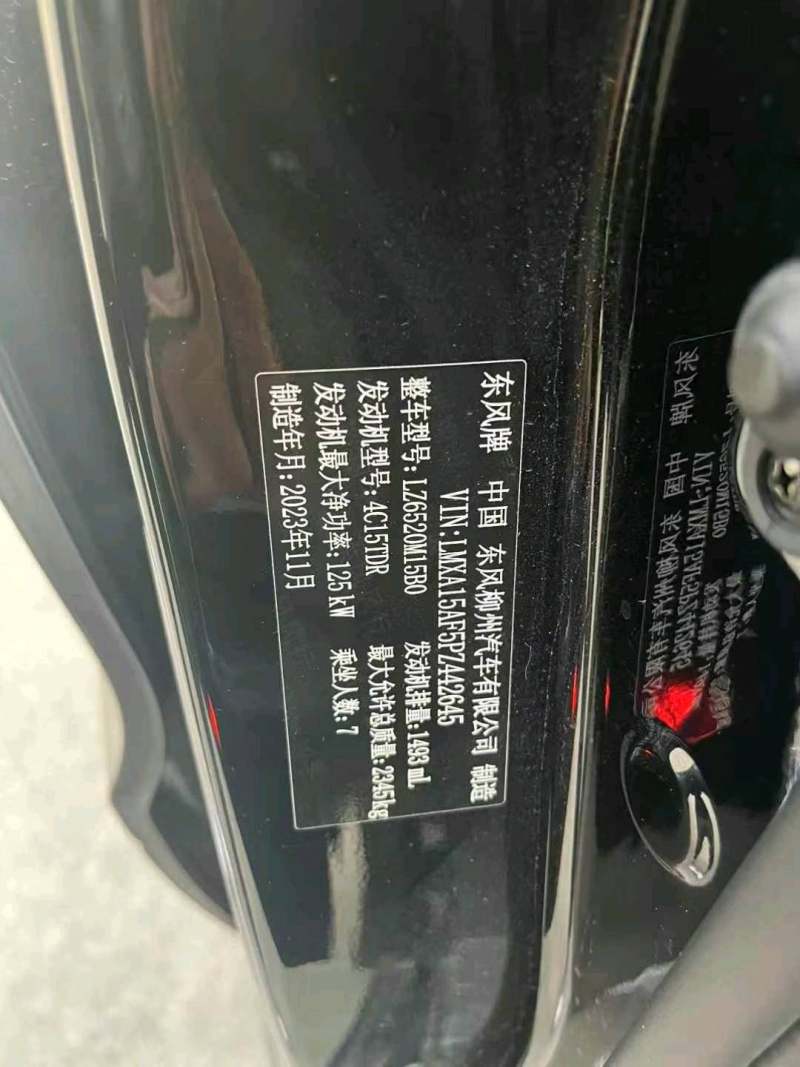 东风牌 中国 东风柳州汽车有限公司 制造
VIN:LMXA15AF5PZ442645
整车型号:LZ6520M15B0 发动机排量:1493 mL
发动机型号:4C15TDR 最大允许总质量:2345kg
发动机最大净功率:125kW 乘坐人数:7
制造年月:2023年11月